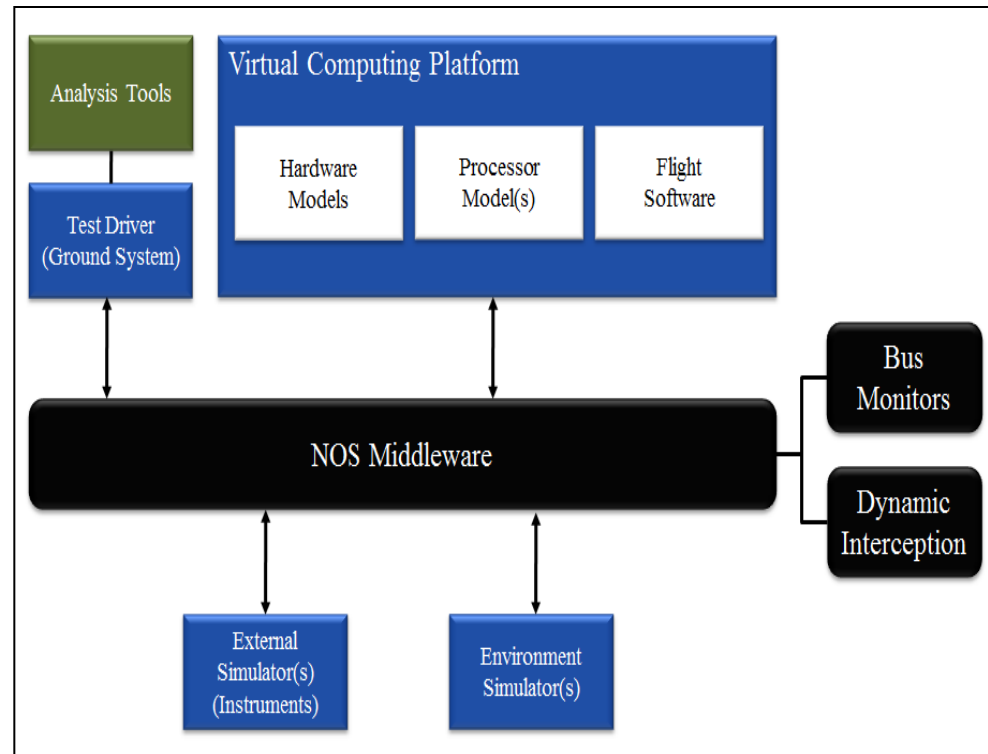 Analysis Tools
Test Driver
(Ground System)
Virtual Computing Platform
Hardware
Models
Processor
Model(s)
Flight
Software
NOS Middleware
Bus
Monitors
Dynamic
Interception
External
Simulator(s)
(Instruments)
Environment
Simulator(s)